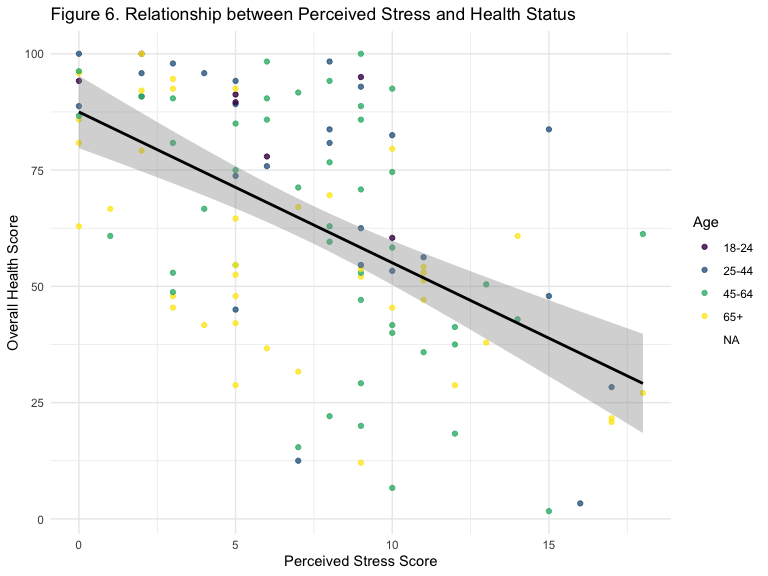 Figure 6. Relationship between Perceived Stress and Health Status
100
75
50
25
0
Overall Health Score
0 5 10 15
Perceived Stress Score
Age
18-24
25-44
45-64
65+
NA